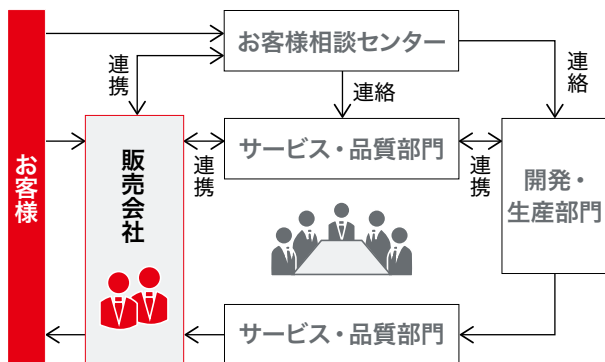 お客様相談センター
連携
連絡
連絡
お客様
販売会社
連携
サービス・品質部門
連携
開発・
生産部門
サービス・品質部門